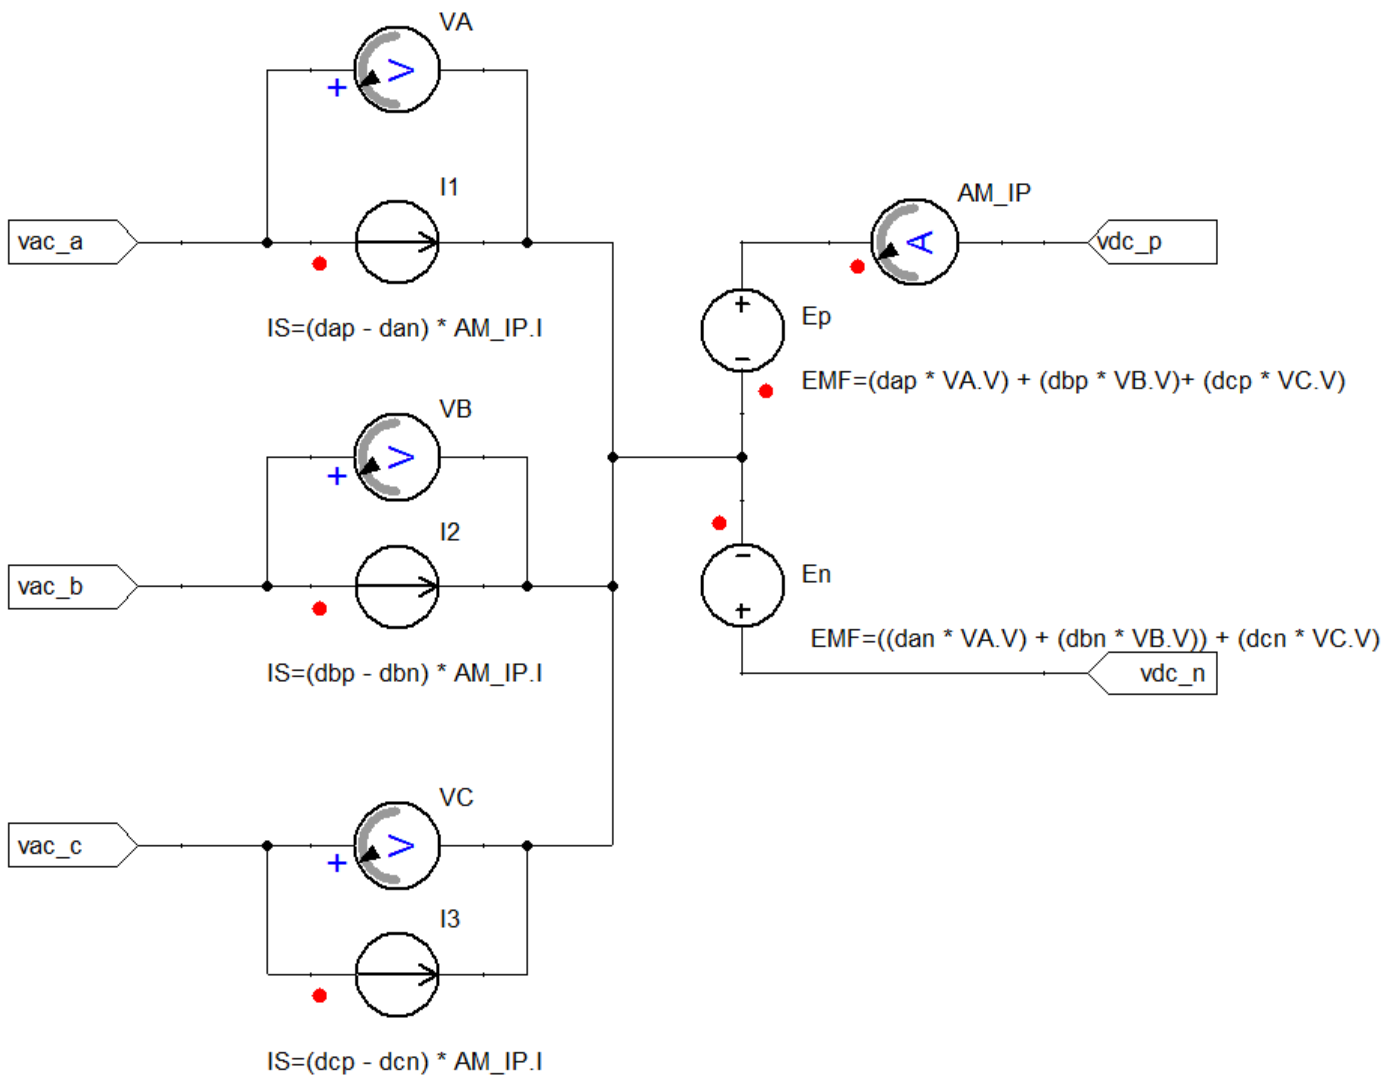 VA
+
V
I1
vac_a
IS=(dap - dan) * AM_IP.I
AM_IP
A
vdc_p
+
Ep
−
EMF=(dap * VA.V) + (dbp * VB.V)+ (dcp * VC.V)
VB
+
V
I2
vac_b
IS=(dbp - dbn) * AM_IP.I
−
En
+
EMF=((dan * VA.V) + (dbn * VB.V)) + (dcn * VC.V)
vdc_n
VC
vac_c
+
V
I3
IS=(dcp - dcn) * AM_IP.I